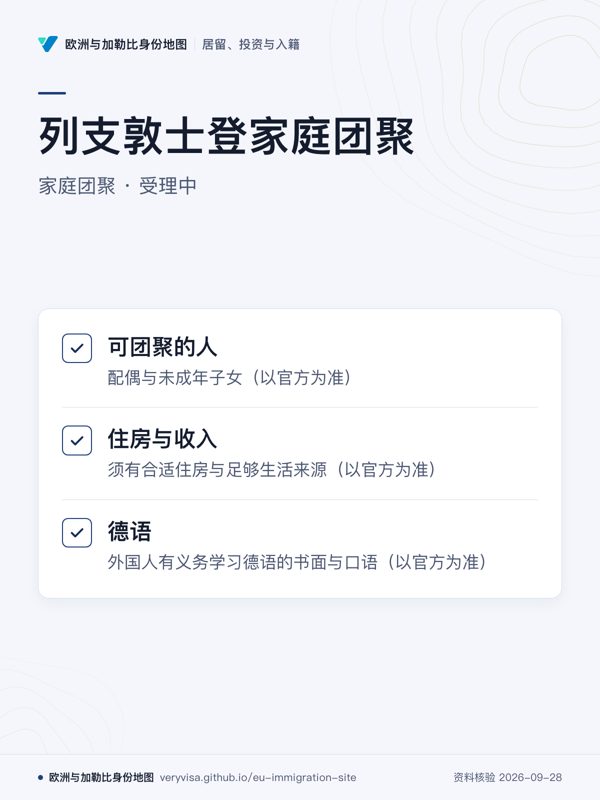 欧洲与加勒比身份地图 居留、投资与入籍
列支敦士登家庭团聚
家庭团聚 · 受理中
可团聚的人
配偶与未成年子女（以官方为准）
住房与收入
须有合适住房与足够生活来源（以官方为准）
德语
外国人有义务学习德语的书面与口语（以官方为准）
欧洲与加勒比身份地图 veryvisa.github.io/eu-immigration-site 资料核验 2026-09-28